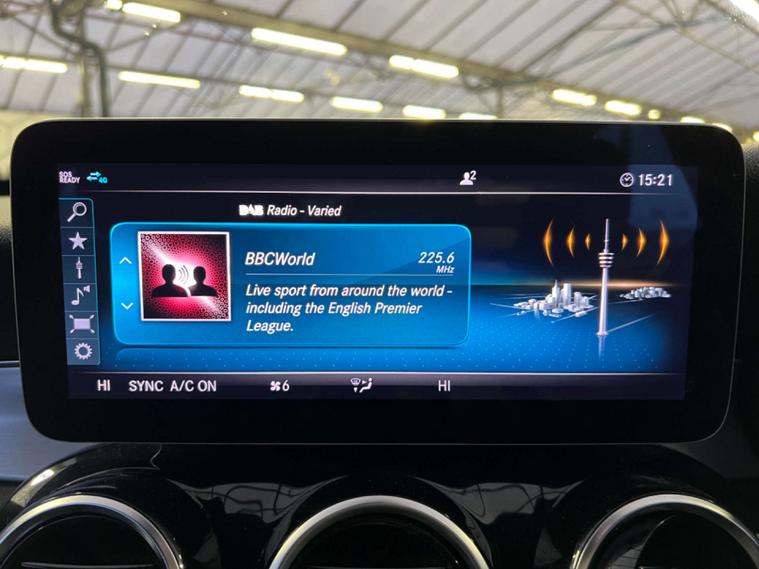 SOS
READY
4G
2
15:21
DAB Radio - Varied
BBCWorld
225.6
MHz
Live sport from around the world -
including the English Premier
League.
HI SYNC A/C ON 6 HI